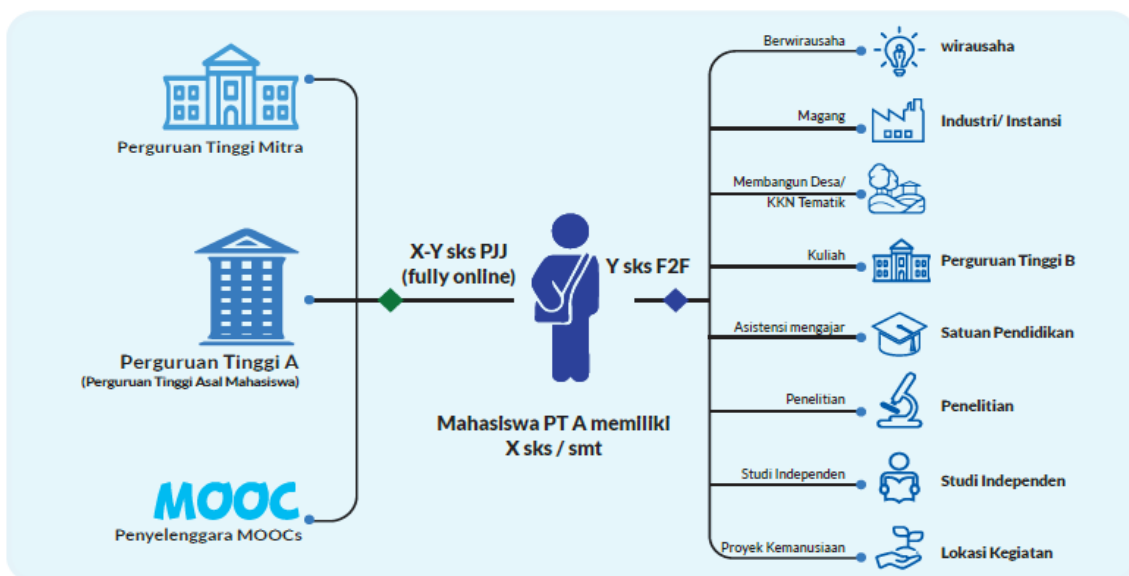 Perguruan Tinggi Mitra
Perguruan Tinggi A
(Perguruan Tinggi Asal Mahasiswa)
MOOC
Penyelenggara MOOCs
X-Y sks PJJ
(fully online)
Y sks F2F
Mahasiswa PT A memiliki
X sks / smt
Berwirausaha
wirausaha
Magang
Industri/ Instansi
Membangun Desa/
KKN Tematik
Kuliah
Perguruan Tinggi B
Asistensi mengajar
Satuan Pendidikan
Penelitian
Penelitian
Studi Independen
Studi Independen
Proyek Kemanusiaan
Lokasi Kegiatan